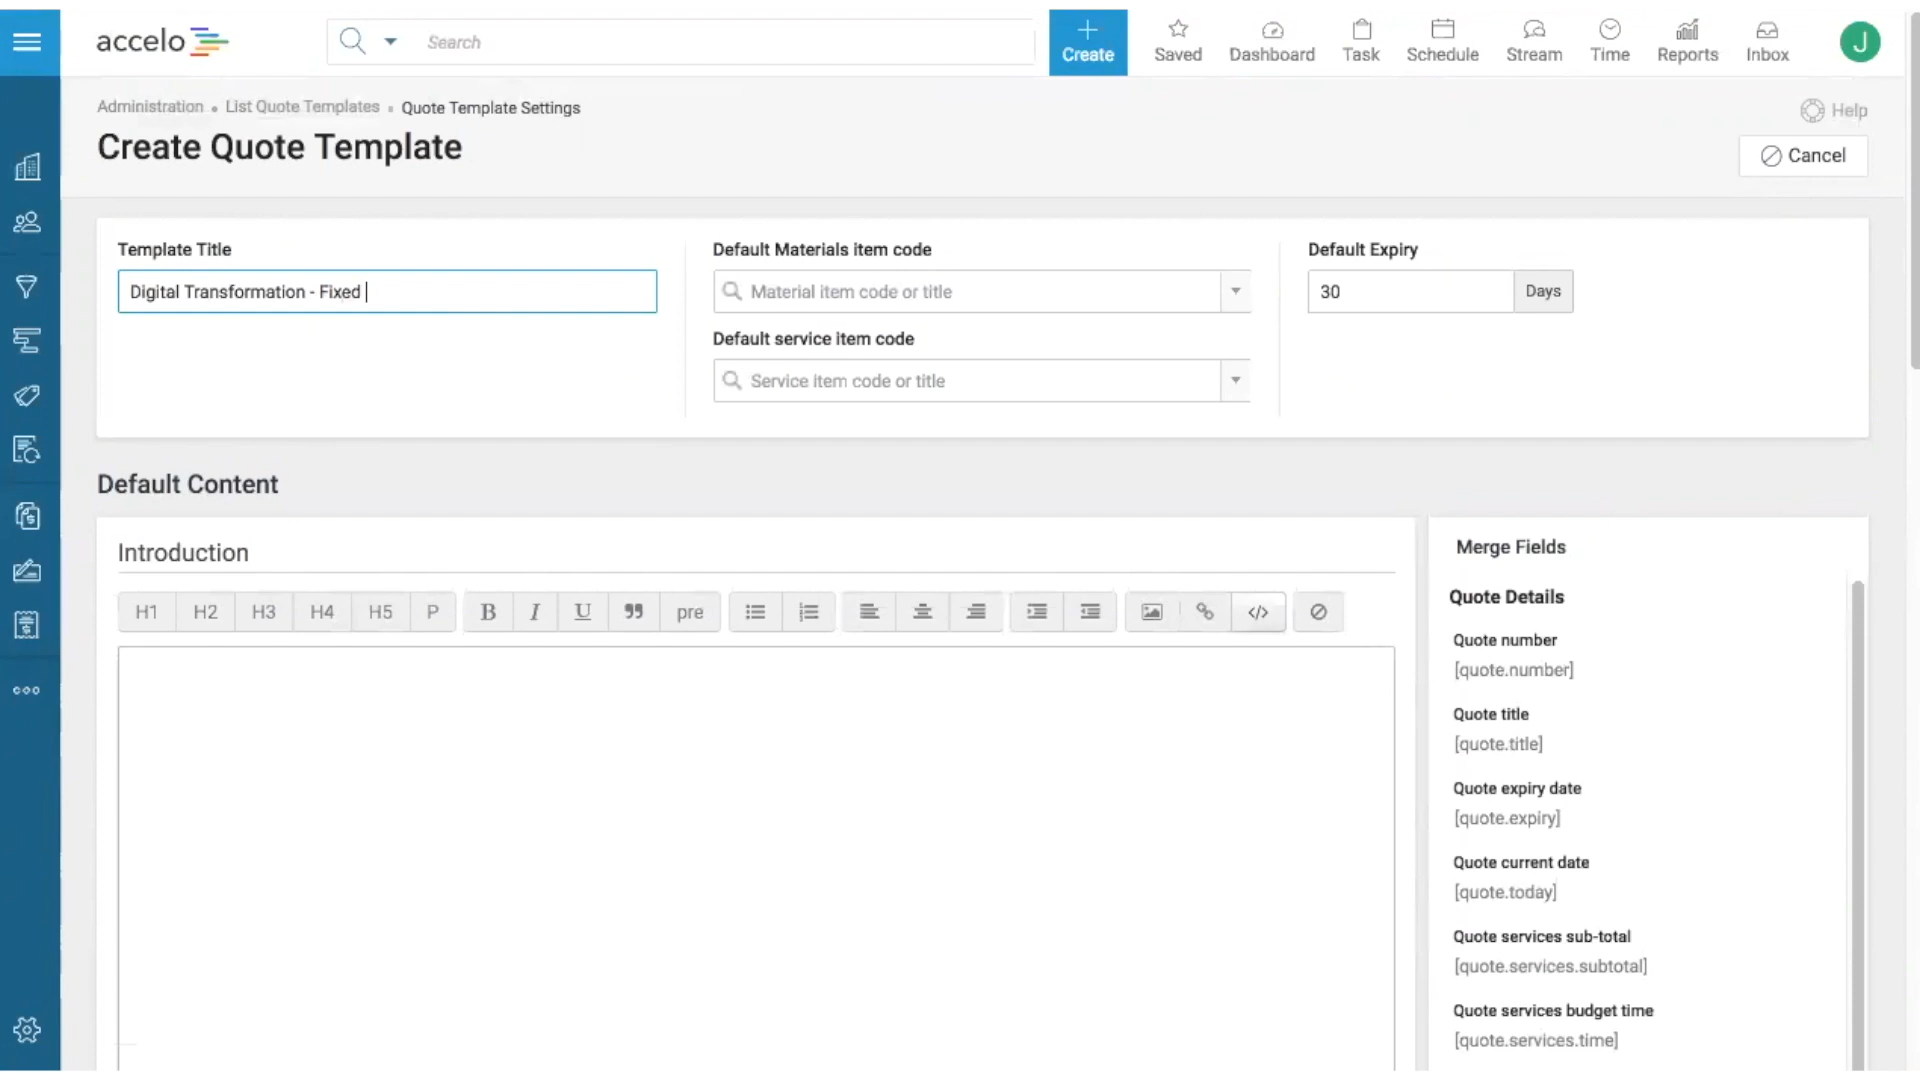 accelo
Search
Create
Saved
Dashboard
Task
Schedule
Stream
Time
Reports
Inbox
J
Administration • List Quote Templates • Quote Template Settings
Help
Create Quote Template
Cancel
Template Title
Digital Transformation - Fixed
Default Materials item code
Material item code or title
Default service item code
Service item code or title
Default Expiry
30 Days
Default Content
Introduction
H1 H2 H3 H4 H5 P B I U ❞ pre </>
Merge Fields
Quote Details
Quote number
[quote.number]
Quote title
[quote.title]
Quote expiry date
[quote.expiry]
Quote current date
[quote.today]
Quote services sub-total
[quote.services.subtotal]
Quote services budget time
[quote.services.time]